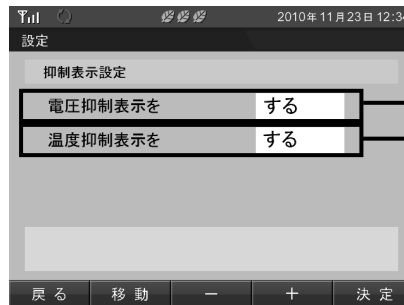 2010年11月23日 12:34
設定
抑制表示設定
電圧抑制表示を する
温度抑制表示を する
戻る 移動 － ＋ 決定